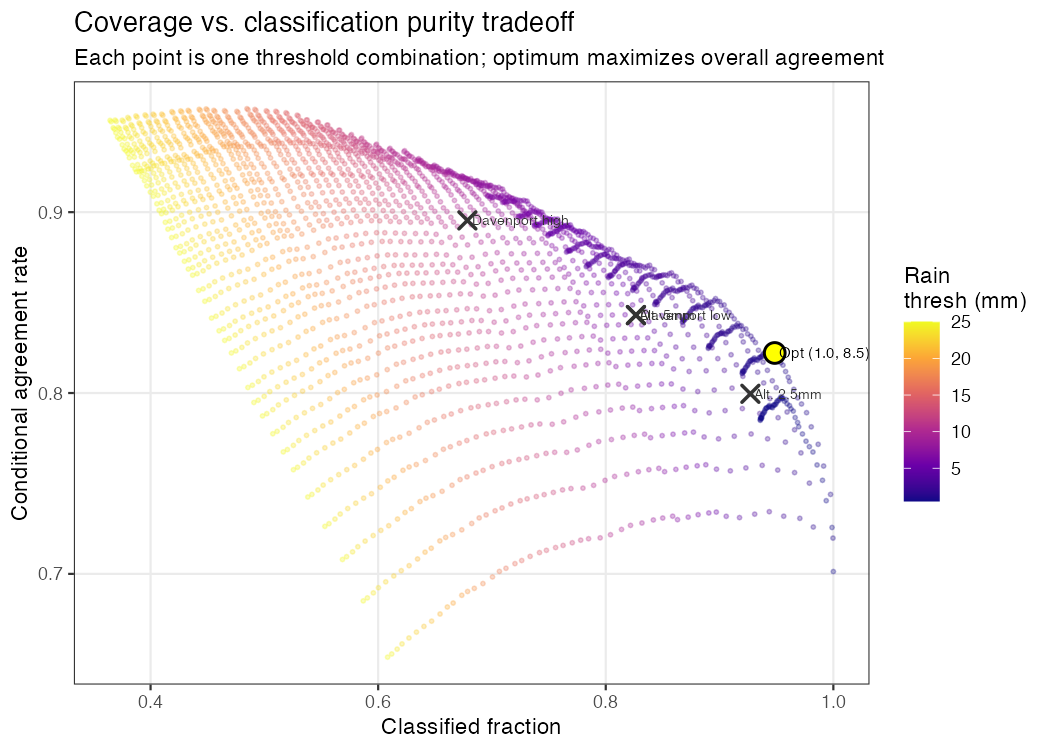 Coverage vs. classification purity tradeoff
Each point is one threshold combination; optimum maximizes overall agreement
Conditional agreement rate
0.9
0.8
0.7
Davenport high
Davenport low
Opt (1.0, 8.5)
Alt. 2.5mm
0.4
0.6
0.8
1.0
Classified fraction
Rain
thresh (mm)
25
20
15
10
5